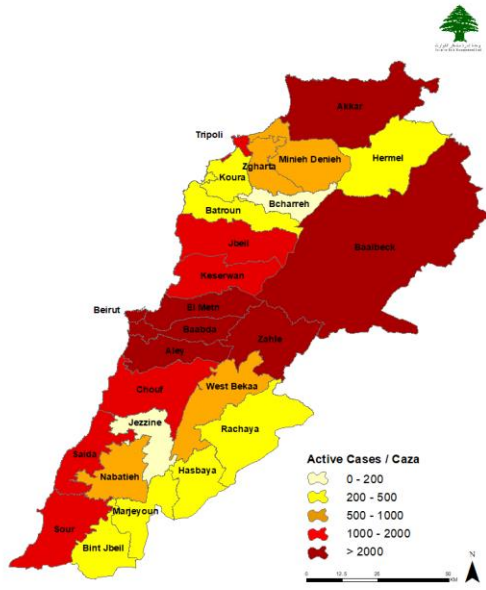 Akkar
Tripoli
Minieh Denieh
Hermel
Zgharta
Koura
Bcharreh
Batroun
Jbeil
Baalbeck
Keserwan
Beirut
El Metn
Baabda
Zahle
Aley
Chouf
West Bekaa
Jezzine
Rachaya
Saida
Nabatieh
Hasbaya
Marjeyoun
Sour
Bint Jbeil
Active Cases / Caza
0 - 200
200 - 500
500 - 1000
1000 - 2000
> 2000
N